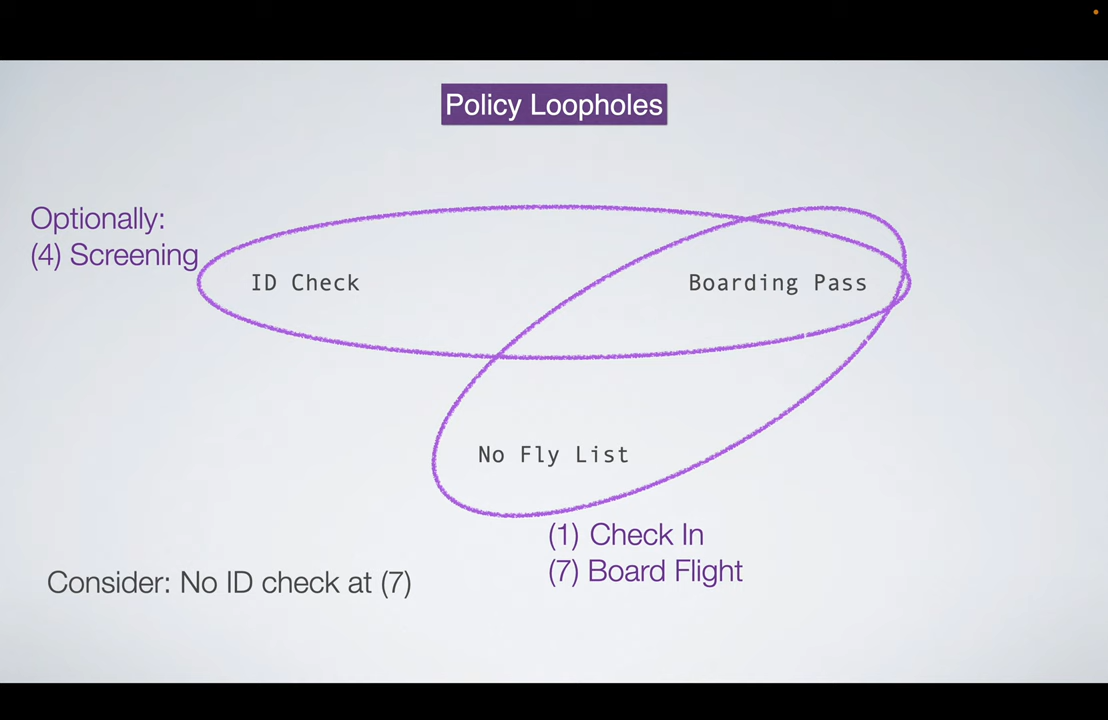 Policy Loopholes
Optionally:
(4) Screening
ID Check
Boarding Pass
No Fly List
(1) Check In
(7) Board Flight
Consider: No ID check at (7)